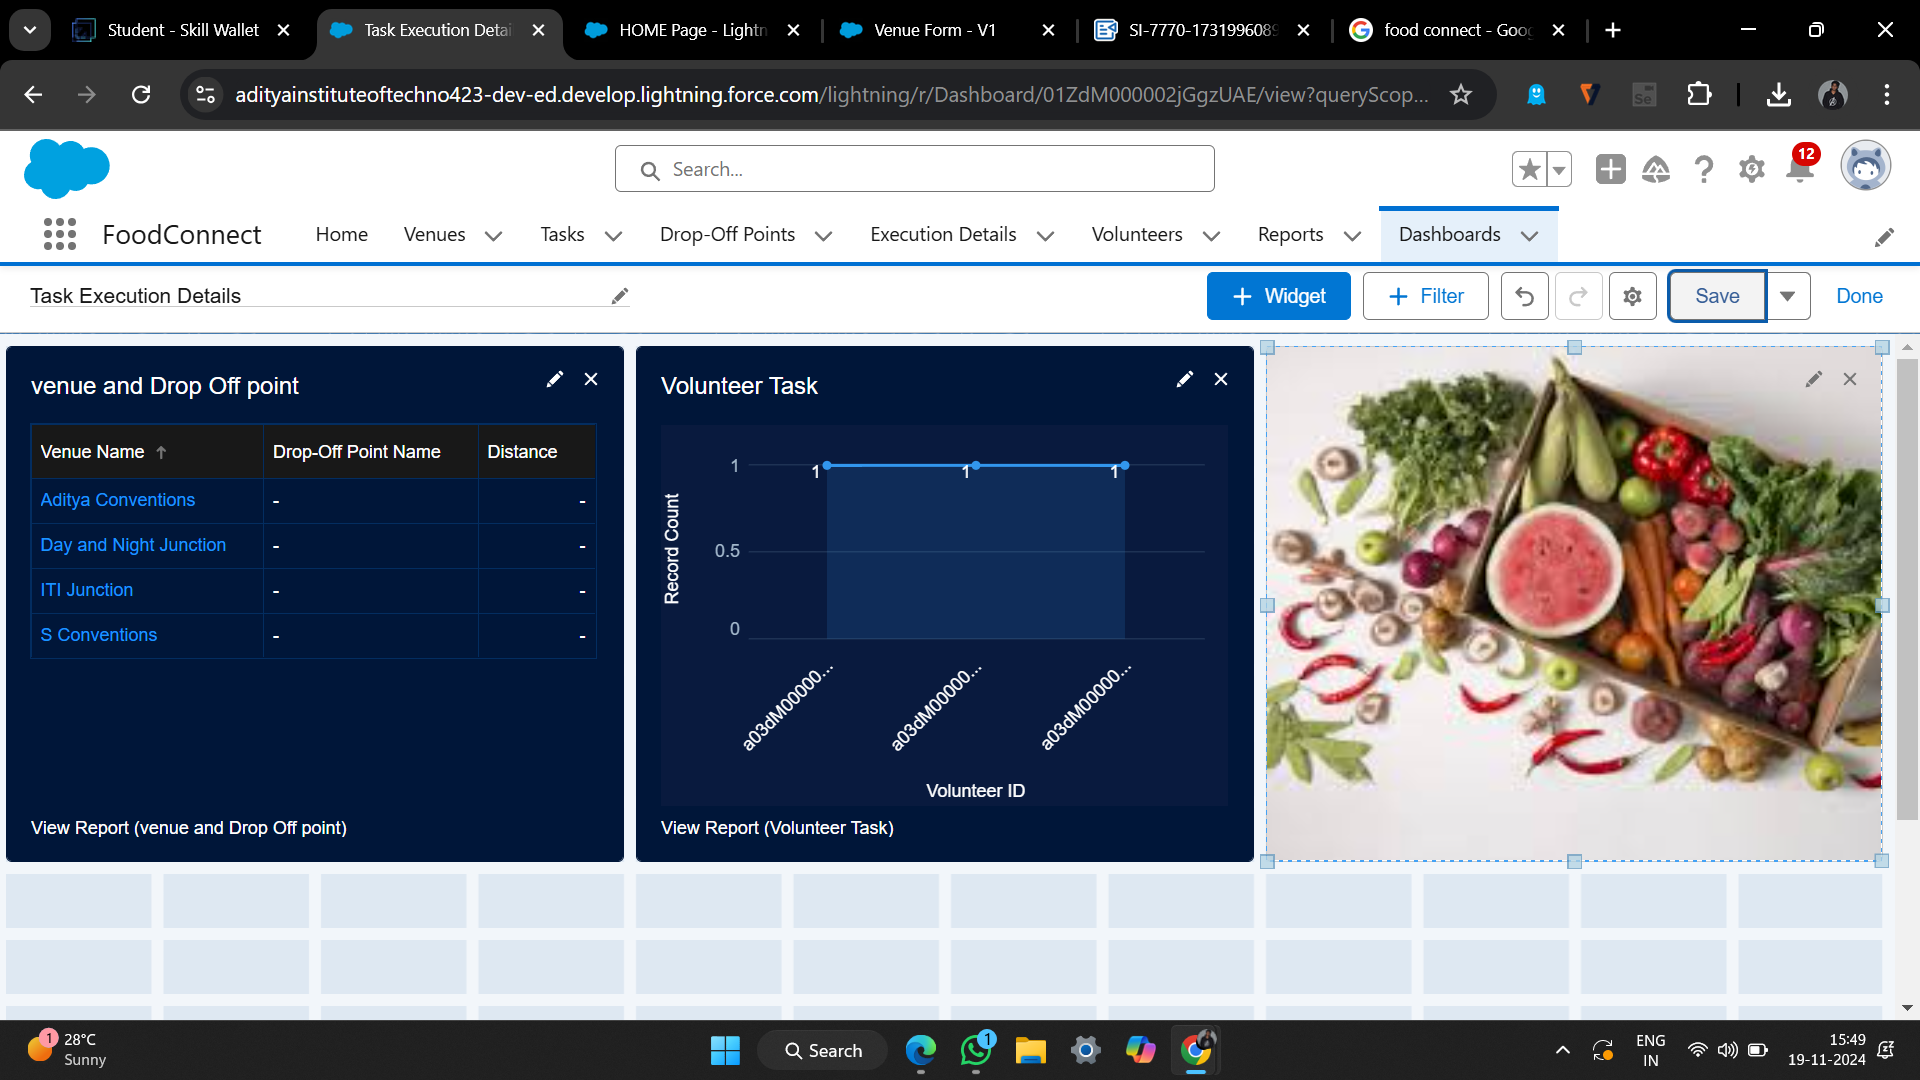 Student - Skill Wallet
Task Execution Detai
HOME Page - Lightn
Venue Form - V1
SI-7770-1731996089
food connect - Goo
adityainstituteoftechno423-dev-ed.develop.lightning.force.com/lightning/r/Dashboard/01ZdM000002jGgzUAE/view?queryScop...
Se
Search...
12
FoodConnect
Home
Venues
Tasks
Drop-Off Points
Execution Details
Volunteers
Reports
Dashboards
Task Execution Details
+ Widget
+ Filter
Save
Done
venue and Drop Off point
Venue Name ↑ Drop-Off Point Name Distance
Aditya Conventions - -
Day and Night Junction - -
ITI Junction - -
S Conventions - -
View Report (venue and Drop Off point)
Volunteer Task
Record Count
1
0.5
0
1 1 1
a03dM00000...
a03dM00000...
a03dM00000...
Volunteer ID
View Report (Volunteer Task)
1
28°C
Sunny
Search
1
ENG
IN
15:49
19-11-2024